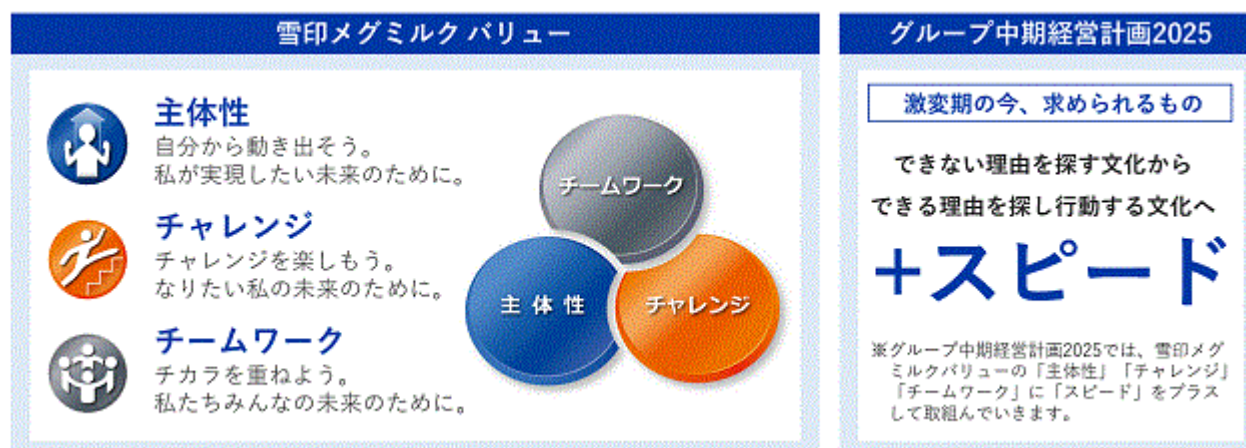 雪印メグミルク バリュー
主体性
自分から動き出そう。
私が実現したい未来のために。
チャレンジ
チャレンジを楽しもう。
なりたい私の未来のために。
チームワーク
チカラを重ねよう。
私たちみんなの未来のために。
チームワーク
主体性
チャレンジ
グループ中期経営計画2025
激変期の今、求められるもの
できない理由を探す文化から
できる理由を探し行動する文化へ
+スピード
※グループ中期経営計画2025では、雪印メグ
ミルクバリューの「主体性」「チャレンジ」
「チームワーク」に「スピード」をプラス
して取組んでいきます。